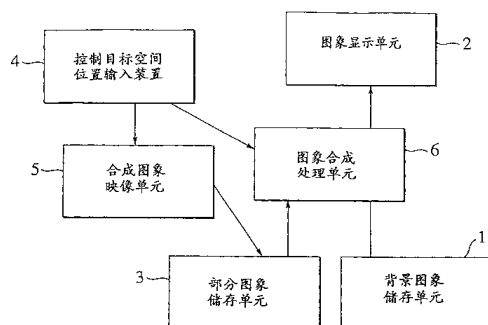 图象显示单元
2
4
控制目标空间
位置输入装置
5
合成图象
映像单元
图象合成
处理单元
6
3
部分图象
储存单元
背景图象
储存单元
1